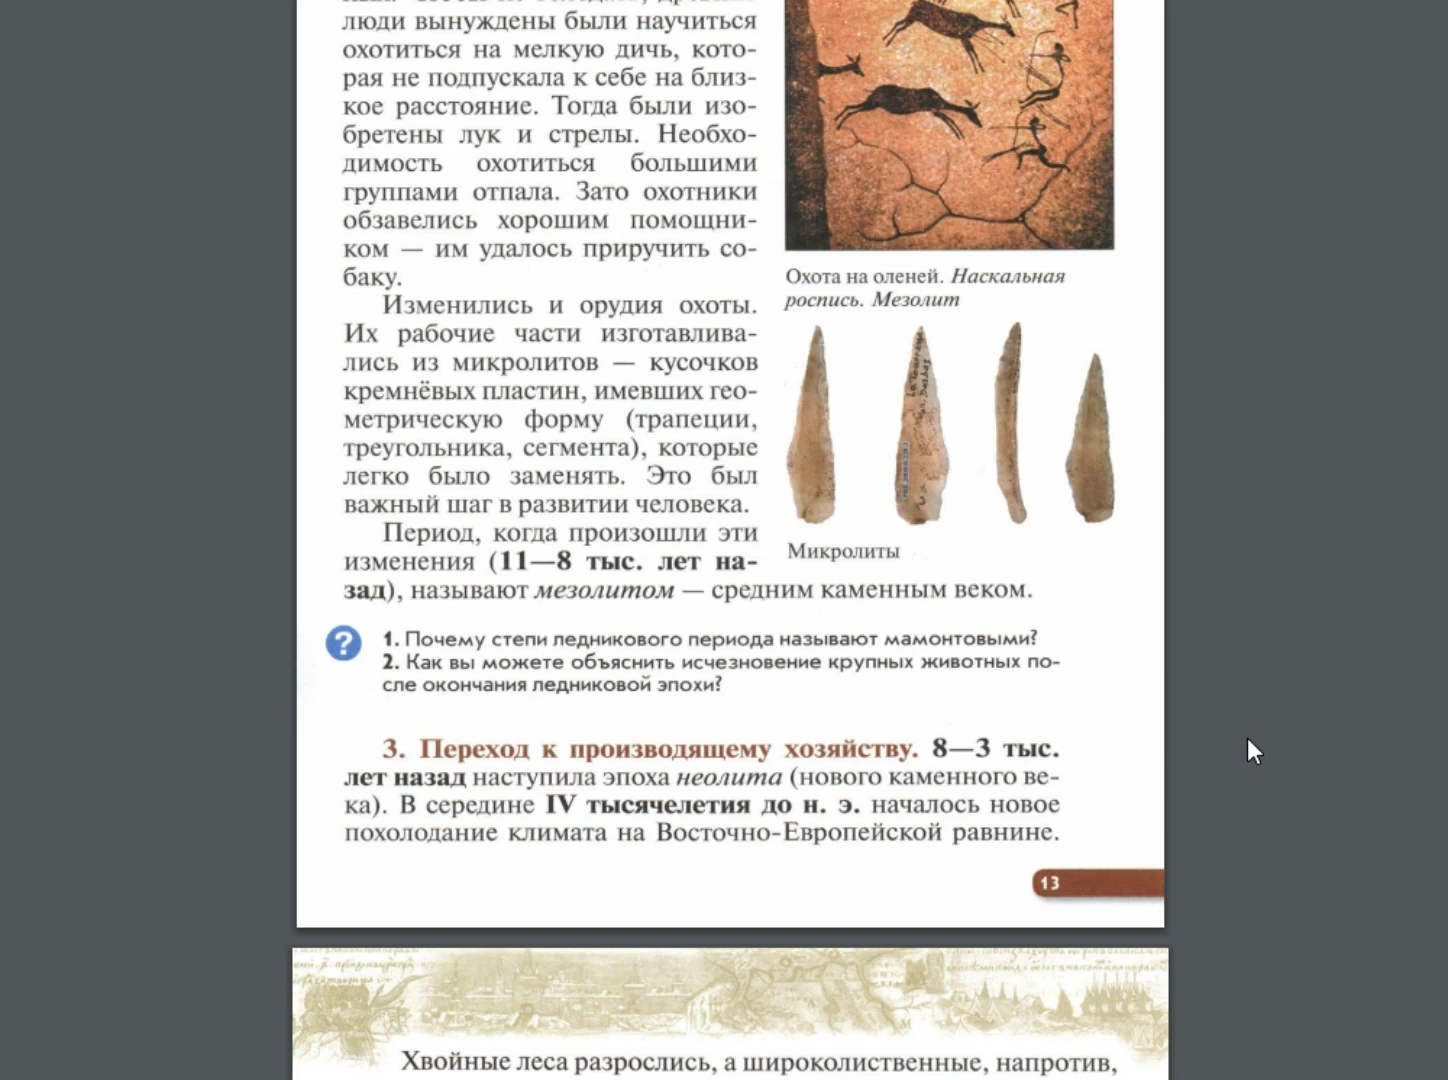 люди вынуждены были научиться
охотиться на мелкую дичь, кото-
рая не подпускала к себе на близ-
кое расстояние. Тогда были изо-
бретены лук и стрелы. Необхо-
димость охотиться большими
группами отпала. Зато охотники
обзавелись хорошим помощни-
ком — им удалось приручить со-
баку.
Изменились и орудия охоты.
Их рабочие части изготавлива-
лись из микролитов — кусочков
кремнёвых пластин, имевших гео-
метрическую форму (трапеции,
треугольника, сегмента), которые
легко было заменять. Это был
важный шаг в развитии человека.
Период, когда произошли эти
изменения (11—8 тыс. лет на-
зад), называют мезолитом — средним каменным веком.
Охота на оленей. Наскальная
роспись. Мезолит
Микролиты
?
1. Почему степи ледникового периода называют мамонтовыми?
2. Как вы можете объяснить исчезновение крупных животных по-
сле окончания ледниковой эпохи?
3. Переход к производящему хозяйству. 8—3 тыс.
лет назад наступила эпоха неолита (нового каменного ве-
ка). В середине IV тысячелетия до н. э. началось новое
похолодание климата на Восточно-Европейской равнине.
13
Хвойные леса разрослись, а широколиственные, напротив,